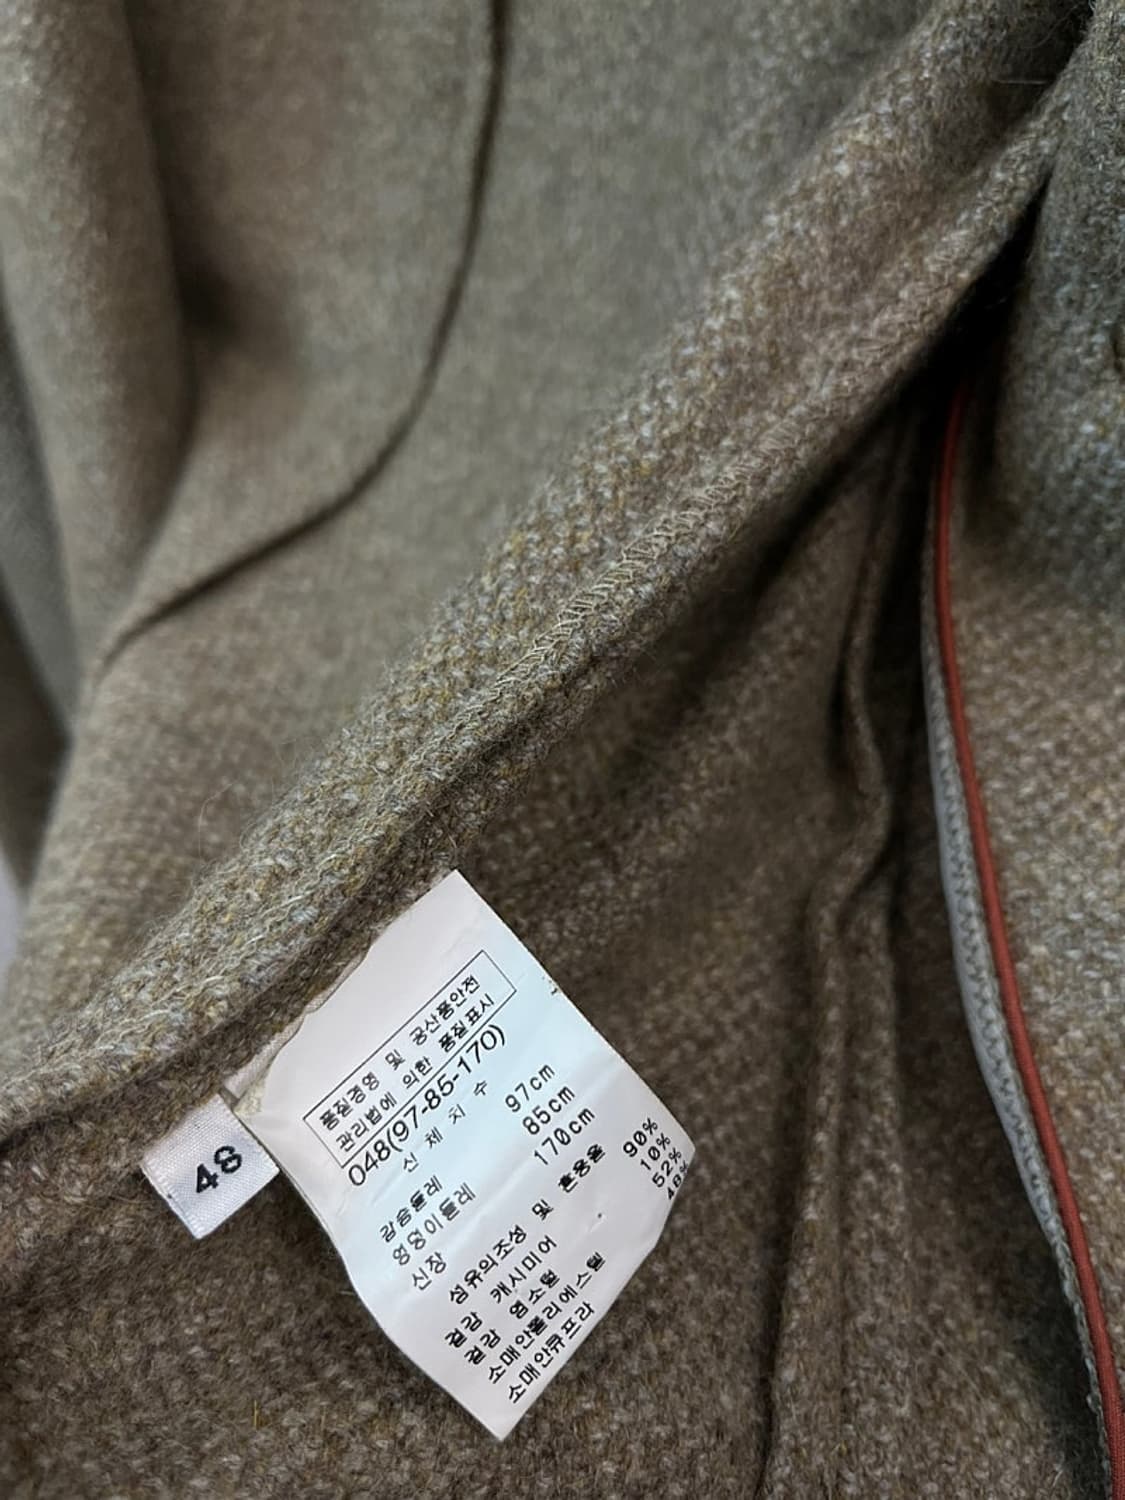 품질경영 및 공산품안전
관리법에 의한 품질표시
048(97-85-170)
신 체 치 수
가슴둘레 97cm
엉덩이둘레 85cm
신장 170cm
섬유의조성 및 혼용율
겉감 캐시미어 90%
겉감 염소털 10%
소매안폴리에스텔 52%
소매안큐프라 48%
48